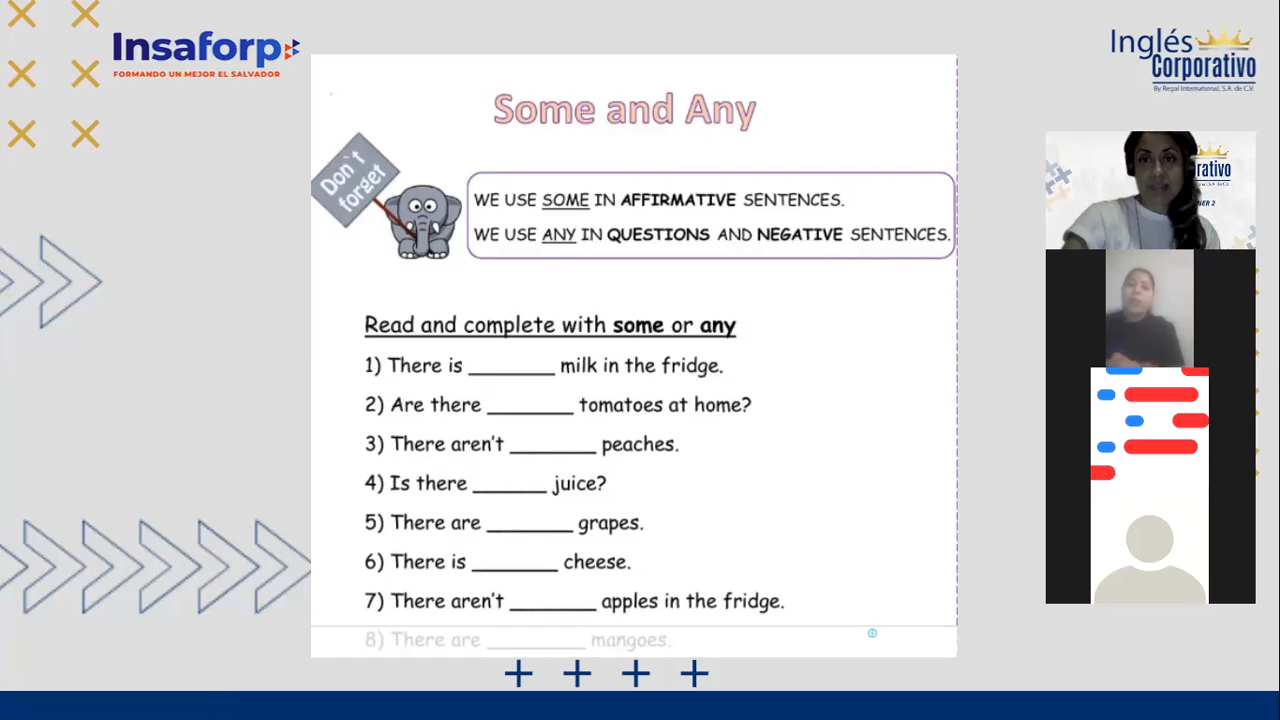 Insaforp
FORMANDO UN MEJOR EL SALVADOR
Inglés
Corporativo
By Regal International, S.A. de C.V.
Some and Any
Don't
forget
WE USE SOME IN AFFIRMATIVE SENTENCES.
WE USE ANY IN QUESTIONS AND NEGATIVE SENTENCES.
Read and complete with some or any
1) There is ________ milk in the fridge.
2) Are there ________ tomatoes at home?
3) There aren't ________ peaches.
4) Is there _______ juice?
5) There are ________ grapes.
6) There is ________ cheese.
7) There aren't ________ apples in the fridge.
8) There are _________ mangoes.
rativo
NER 2